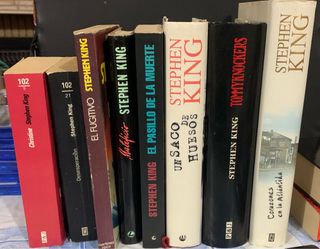 102
Christine Stephen King
102
21
Desesperación Stephen King
EL FUGITIVO STEPHEN KING
STEPHEN KING
STEPHEN KING EL PASILLO DE LA MUERTE
STEPHEN
KING
UN SACO
DE
HUESOS
STEPHEN KING TOMMYKNOCKERS
STEPHEN KING
Corazones
en la Atlántida